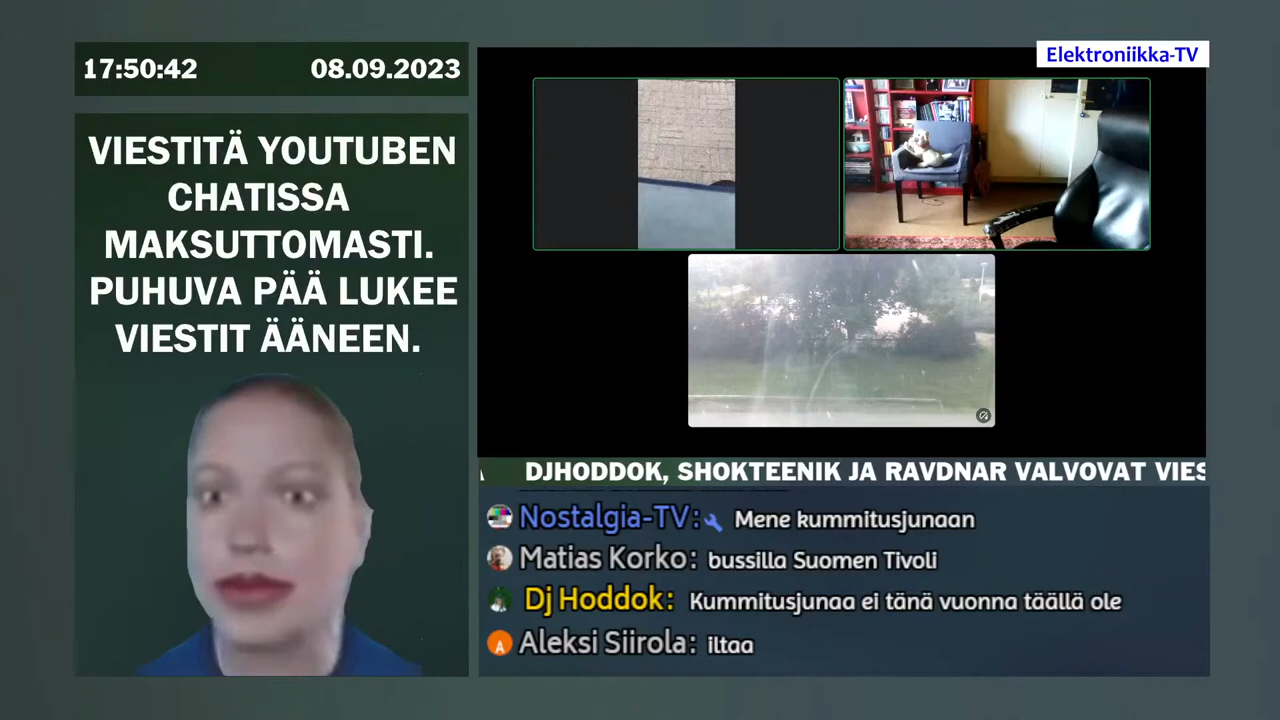 17:50:42 08.09.2023
VIESTITÄ YOUTUBEN
CHATISSA
MAKSUTTOMASTI.
PUHUVA PÄÄ LUKEE
VIESTIT ÄÄNEEN.
Elektroniikka-TV
DJHODDOK, SHOKTEENIK JA RAVDNAR VALVOVAT VIES
Nostalgia-TV: Mene kummitusjunaan
Matias Korko: bussilla Suomen Tivoli
Dj Hoddok: Kummitusjunaa ei tänä vuonna täällä ole
A Aleksi Siirola: iltaa